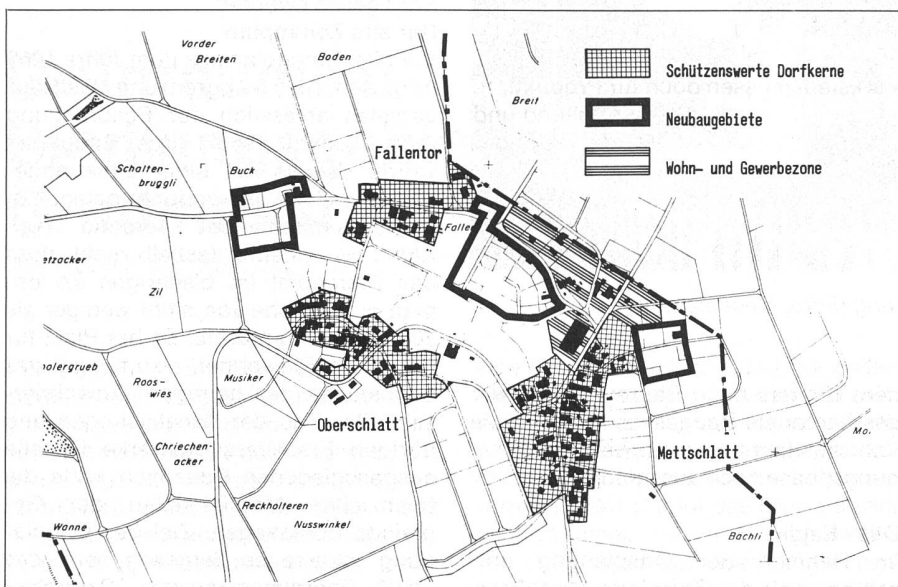 Vorder
Breiten
Boden
Breit
Schützenswerte Dorfkerne
Neubaugebiete
Wohn- und Gewerbezone
Fallentor
Schatten-
bruggli
Buck
Zil
Roos-
wies
Musiker
Chriechen-
acker
Oberschlatt
Mettschlatt
Reckholteren
Nusswinkel
Wanne
Bächli